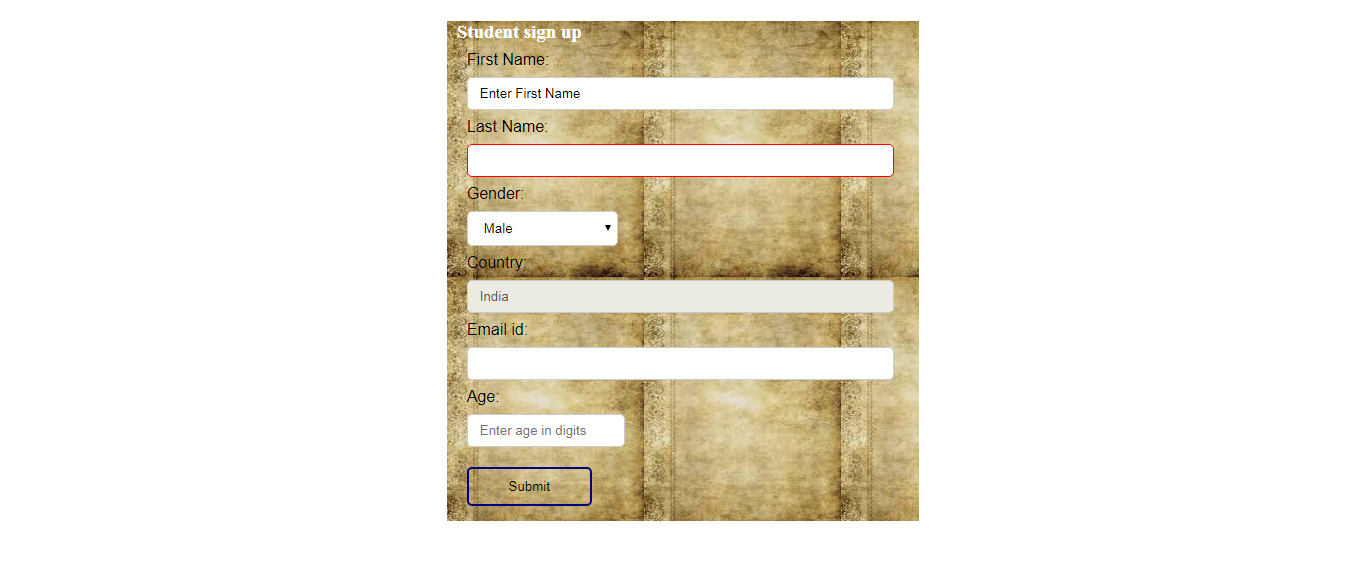 Student sign up
First Name:
Enter First Name
Last Name:
Gender:
Male
Country:
India
Email id:
Age:
Enter age in digits
Submit